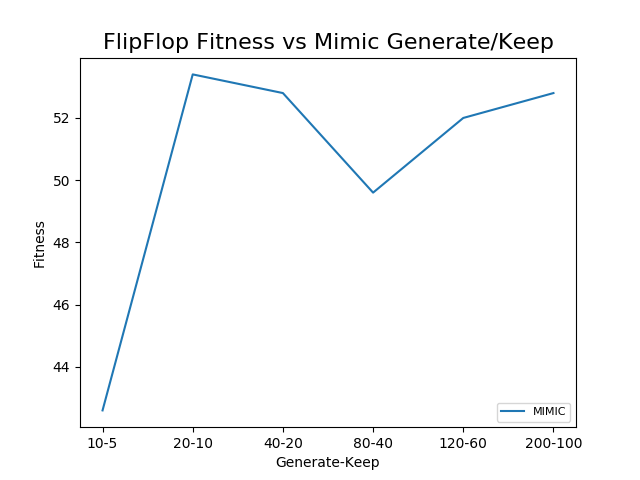 FlipFlop Fitness vs Mimic Generate/Keep
52
50
48
46
44
Fitness
MIMIC
10-5 20-10 40-20 80-40 120-60 200-100
Generate-Keep